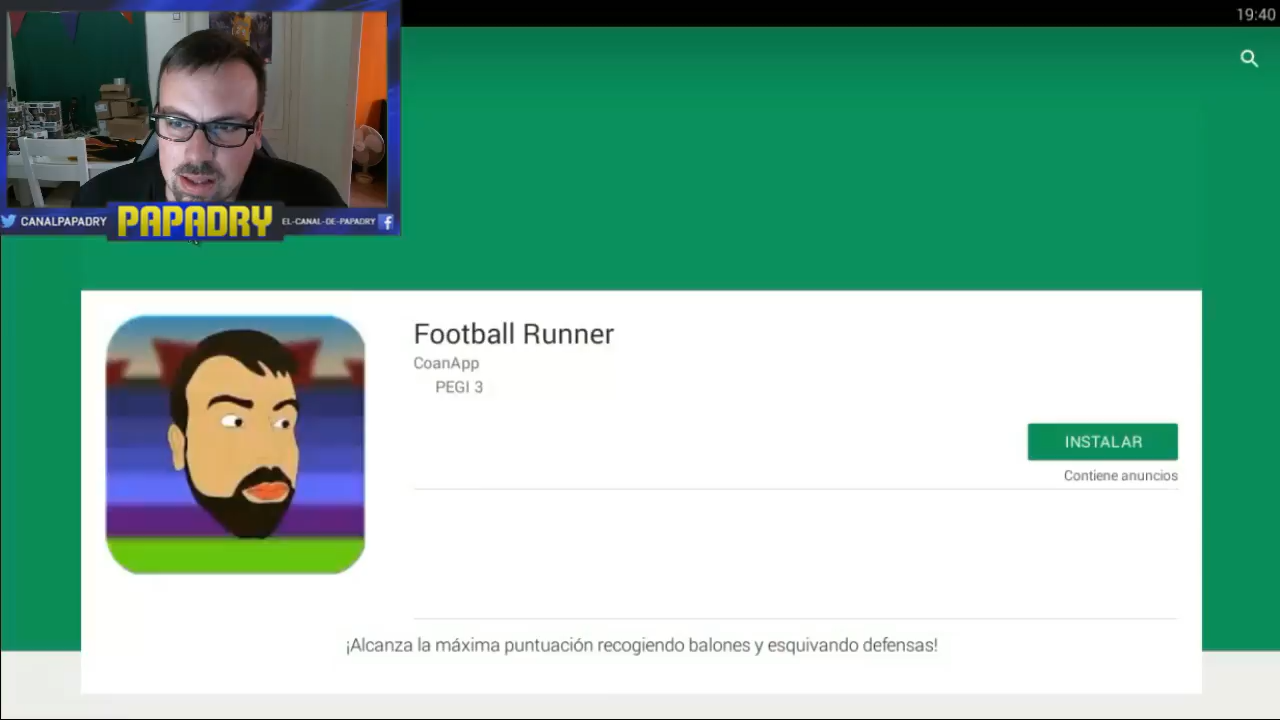 19:40
CANALPAPADRY
PAPADRY
EL-CANAL-DE-PAPADRY
Football Runner
CoanApp
PEGI 3
INSTALAR
Contiene anuncios
¡Alcanza la máxima puntuación recogiendo balones y esquivando defensas!